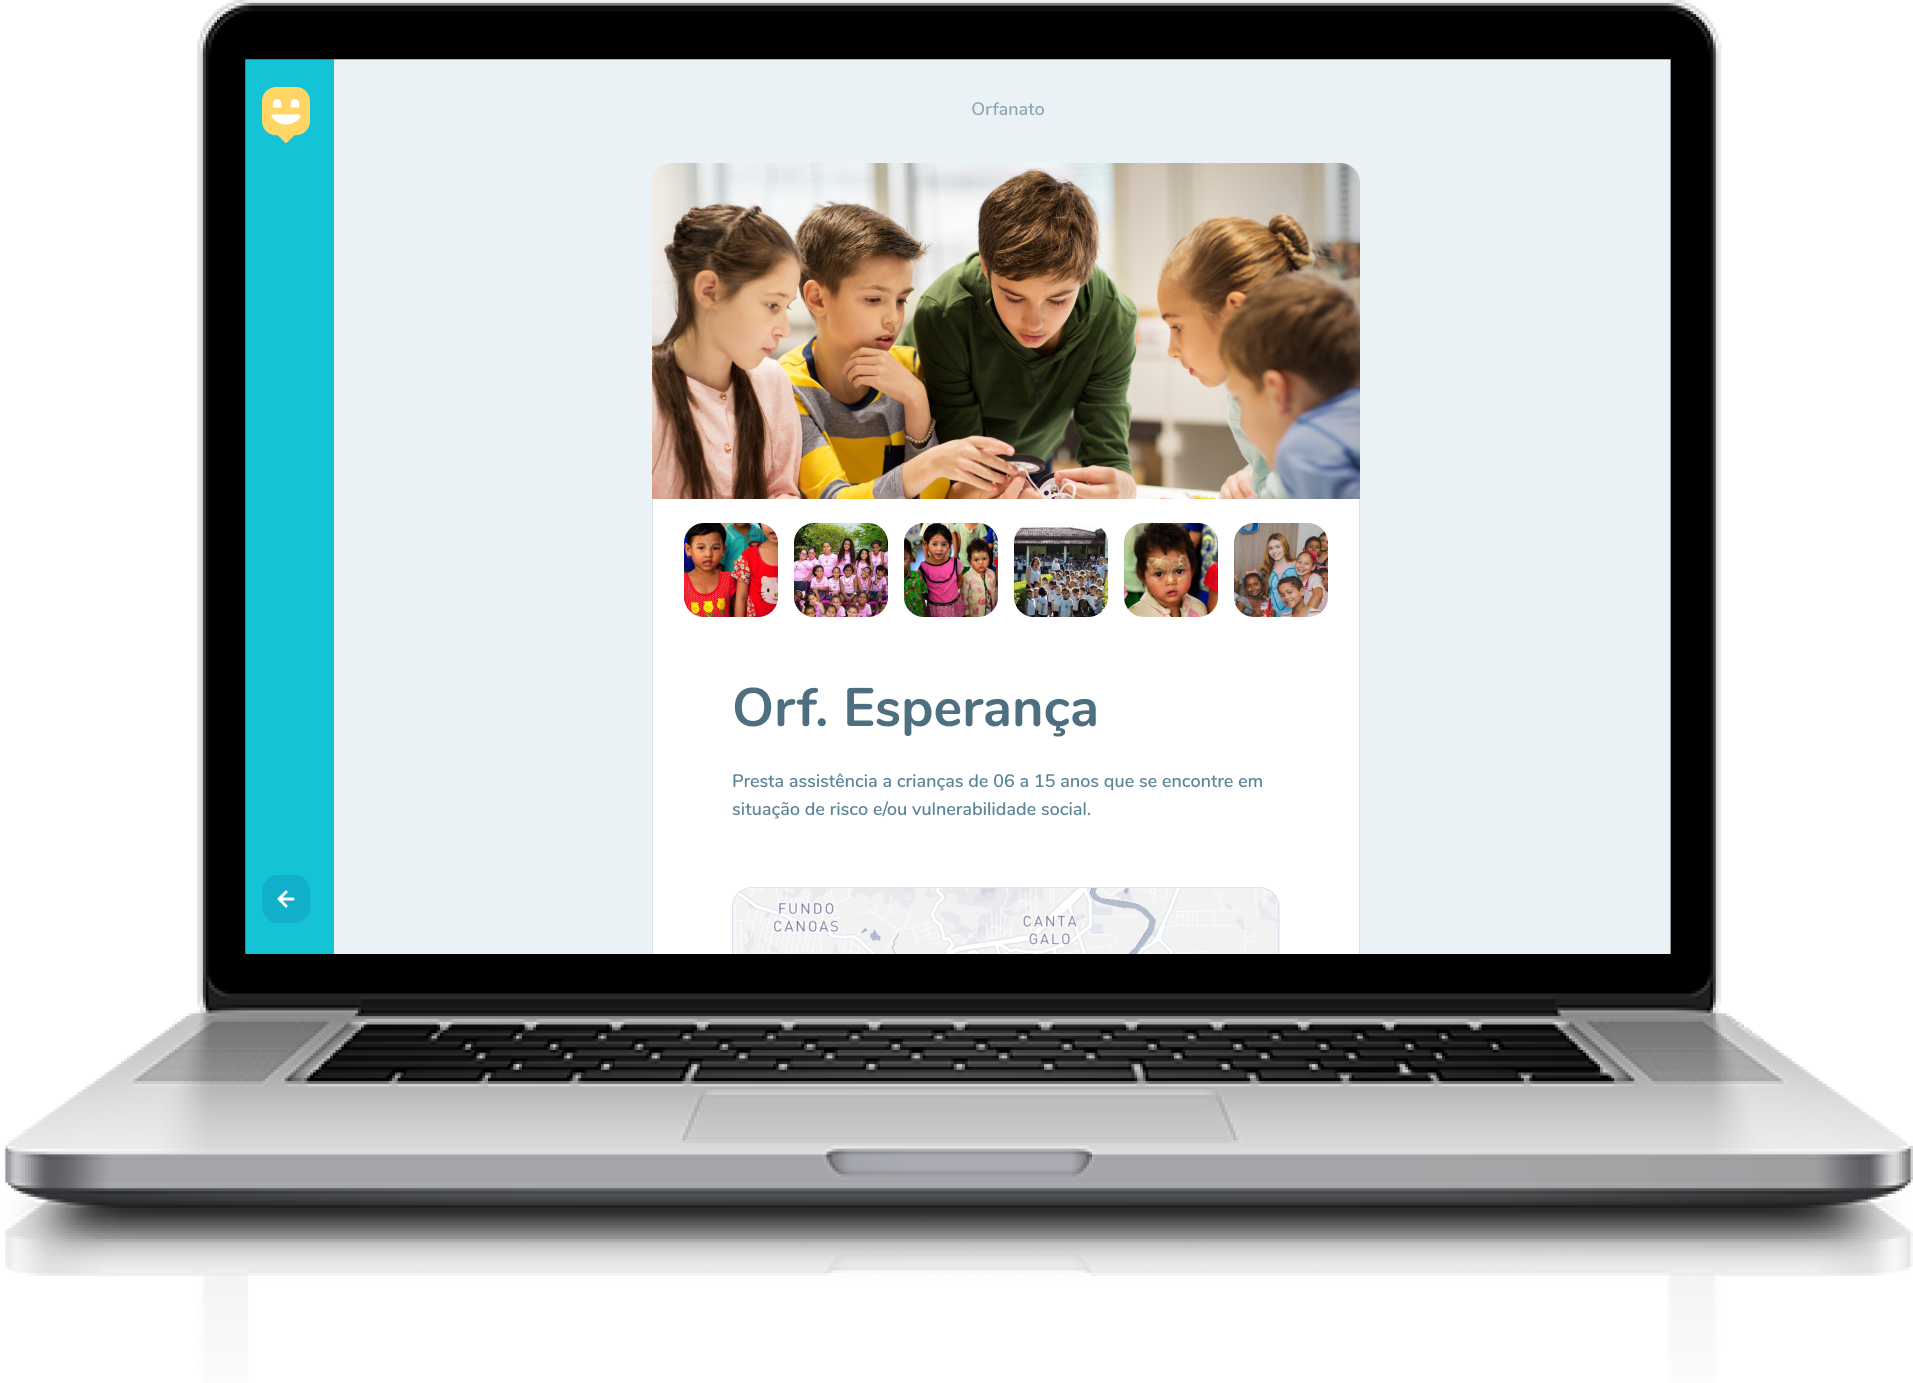 Orfanato
Orf. Esperança
Presta assistência a crianças de 06 a 15 anos que se encontre em
situação de risco e/ou vulnerabilidade social.
FUNDO
CANOAS
CANTA
GALO